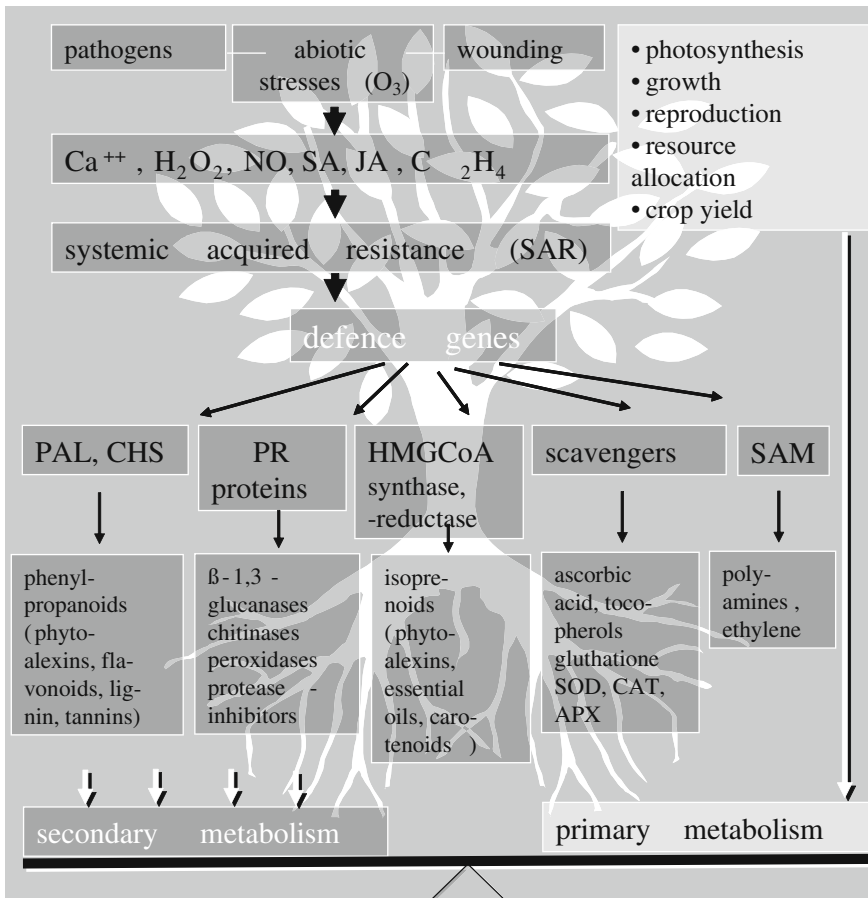 pathogens
abiotic
stresses (O₃)
wounding
• photosynthesis
• growth
• reproduction
• resource
allocation
• crop yield
Ca⁺⁺ , H₂O₂, NO, SA, JA , C ₂H₄
systemic acquired resistance (SAR)
defence genes
PAL, CHS
PR
proteins
HMGCoA
synthase,
-reductase
scavengers
SAM
phenyl-
propanoids
( phyto-
alexins, fla-
vonoids, lig-
nin, tannins)
ß-1,3 -
glucanases
chitinases
peroxidases
protease -
inhibitors
isopre-
noids
( phyto-
alexins,
essential
oils, caro-
tenoids )
ascorbic
acid, toco-
pherols
gluthatione
SOD, CAT,
APX
poly-
amines ,
ethylene
secondary metabolism
primary metabolism